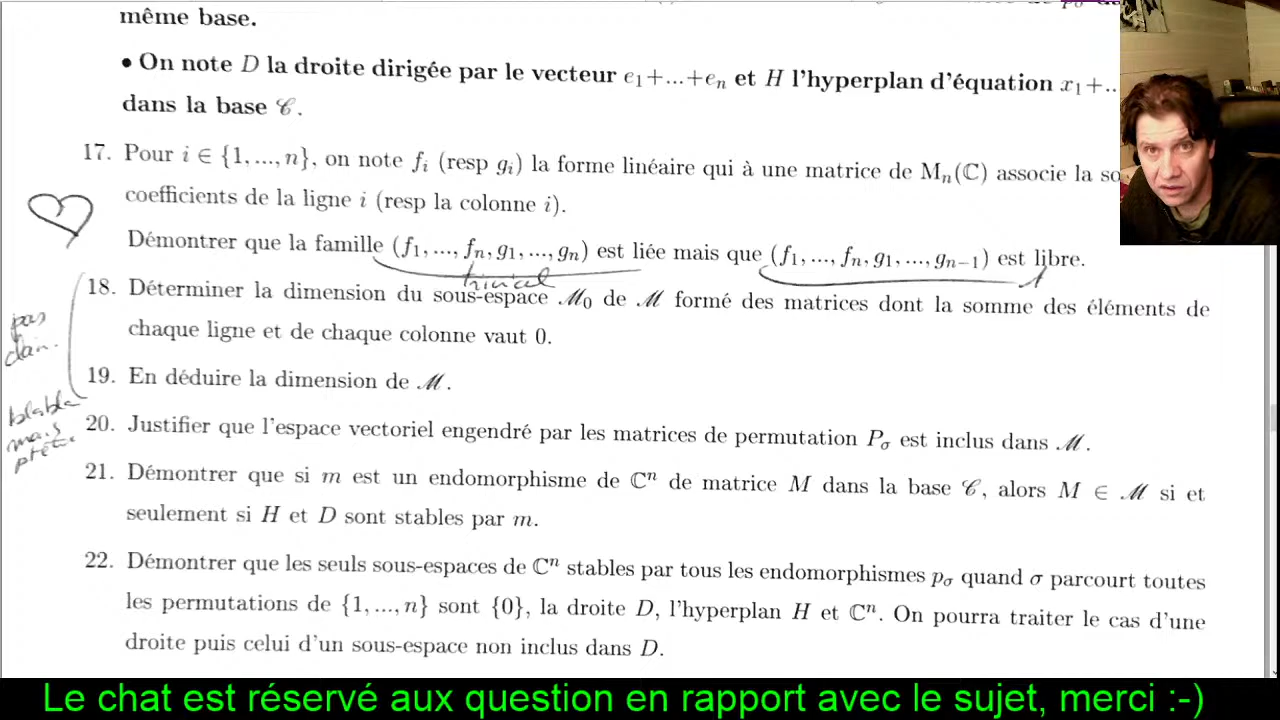 même base.
• On note D la droite dirigée par le vecteur e₁+...+eₙ et H l'hyperplan d'équation x₁+..
dans la base 𝒞.
17. Pour i ∈ {1, ..., n}, on note fᵢ (resp gᵢ) la forme linéaire qui à une matrice de Mₙ(ℂ) associe la so
coefficients de la ligne i (resp la colonne i).
Démontrer que la famille (f₁, ..., fₙ, g₁, ..., gₙ) est liée mais que (f₁, ..., fₙ, g₁, ..., gₙ₋₁) est libre.
trivial
18. Déterminer la dimension du sous-espace ℳ₀ de ℳ formé des matrices dont la somme des éléments de
chaque ligne et de chaque colonne vaut 0.
pas
clair.
19. En déduire la dimension de ℳ.
blabla
mais
20. Justifier que l'espace vectoriel engendré par les matrices de permutation P_σ est inclus dans ℳ.
21. Démontrer que si m est un endomorphisme de ℂⁿ de matrice M dans la base 𝒞, alors M ∈ ℳ si et
seulement si H et D sont stables par m.
22. Démontrer que les seuls sous-espaces de ℂⁿ stables par tous les endomorphismes p_σ quand σ parcourt toutes
les permutations de {1, ..., n} sont {0}, la droite D, l'hyperplan H et ℂⁿ. On pourra traiter le cas d'une
droite puis celui d'un sous-espace non inclus dans D.
Le chat est réservé aux question en rapport avec le sujet, merci :-)